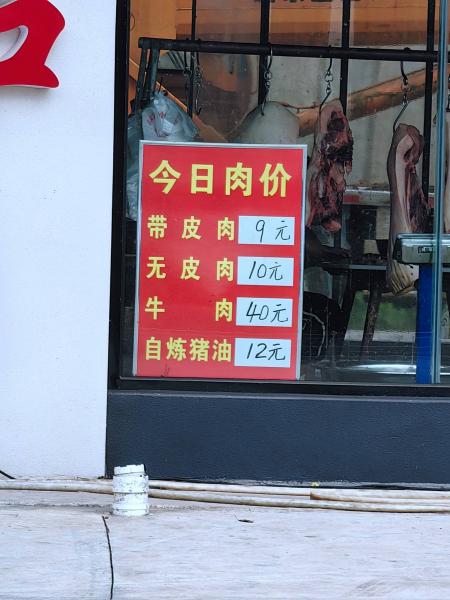 今日肉价
带皮肉 9元
无皮肉 10元
牛肉 40元
自炼猪油 12元